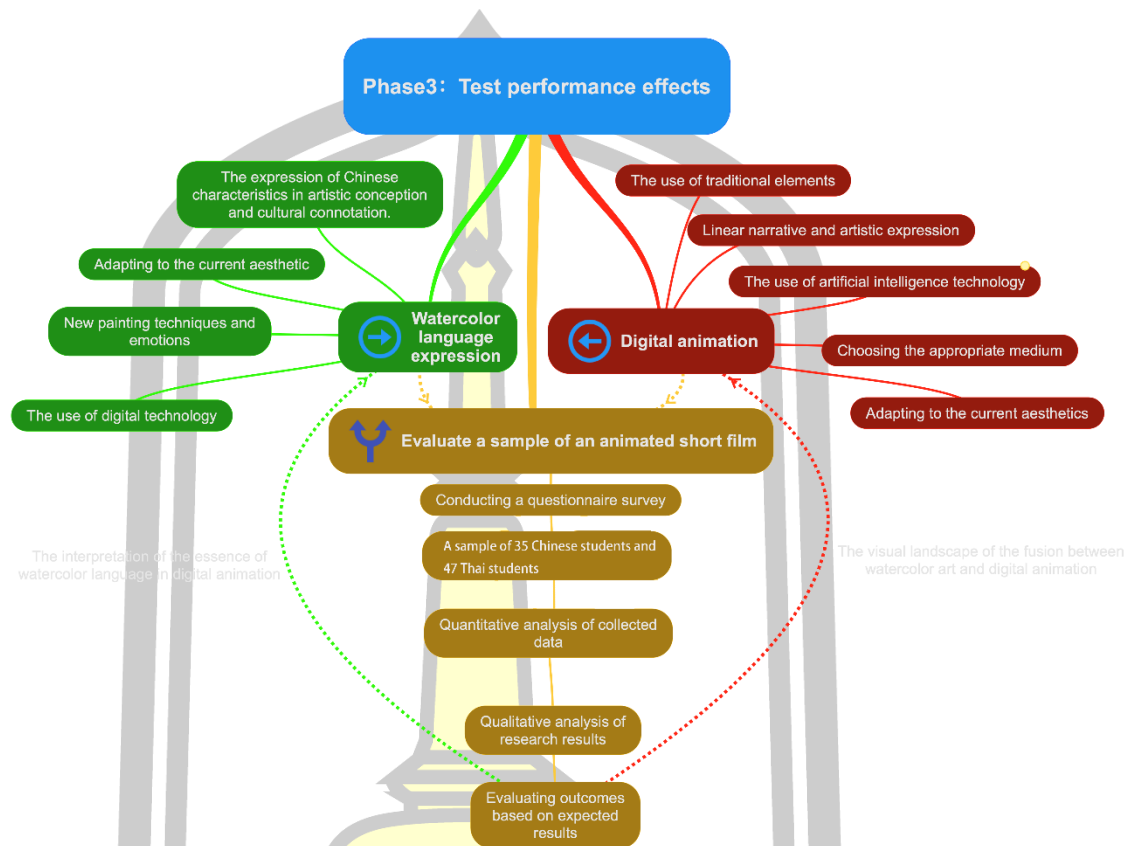 Phase3：Test performance effects
The expression of Chinese
characteristics in artistic conception
and cultural connotation.
Adapting to the current aesthetic
New painting techniques and
emotions
The use of digital technology
Watercolor
language
expression
The use of traditional elements
Linear narrative and artistic expression
The use of artificial intelligence technology
Digital animation
Choosing the appropriate medium
Adapting to the current aesthetics
Evaluate a sample of an animated short film
Conducting a questionnaire survey
A sample of 35 Chinese students and
47 Thai students
Quantitative analysis of collected
data
Qualitative analysis of
research results
Evaluating outcomes
based on expected
results
The interpretation of the essence of
watercolor language in digital animation
The visual landscape of the fusion between
watercolor art and digital animation